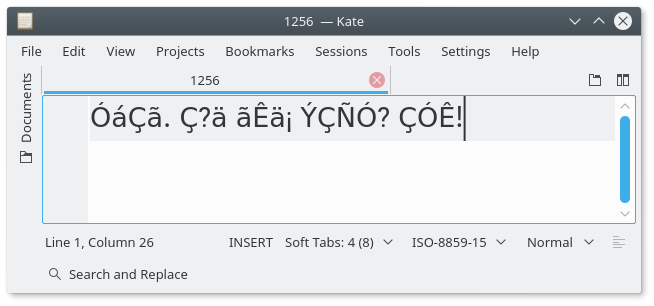 1256 — Kate
File Edit View Projects Bookmarks Sessions Tools Settings Help
1256
Documents
ÓáÇã. Ç?ä ãÊä¡ ÝÇÑÓ? ÇÓÊ!
Line 1, Column 26 INSERT Soft Tabs: 4 (8) ISO-8859-15 Normal
Search and Replace